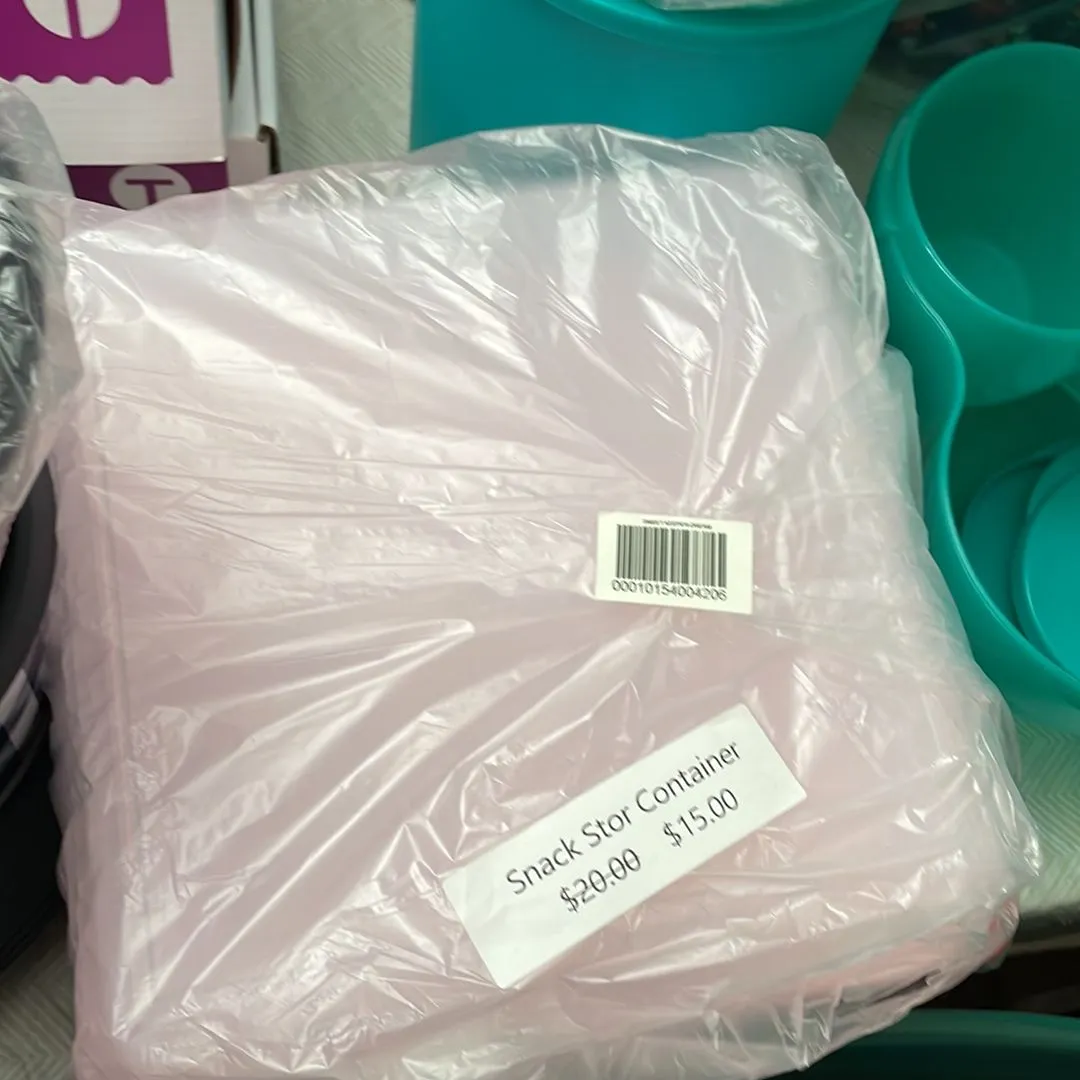 T
00010154004206
Snack Stor Container
$20.00 $15.00